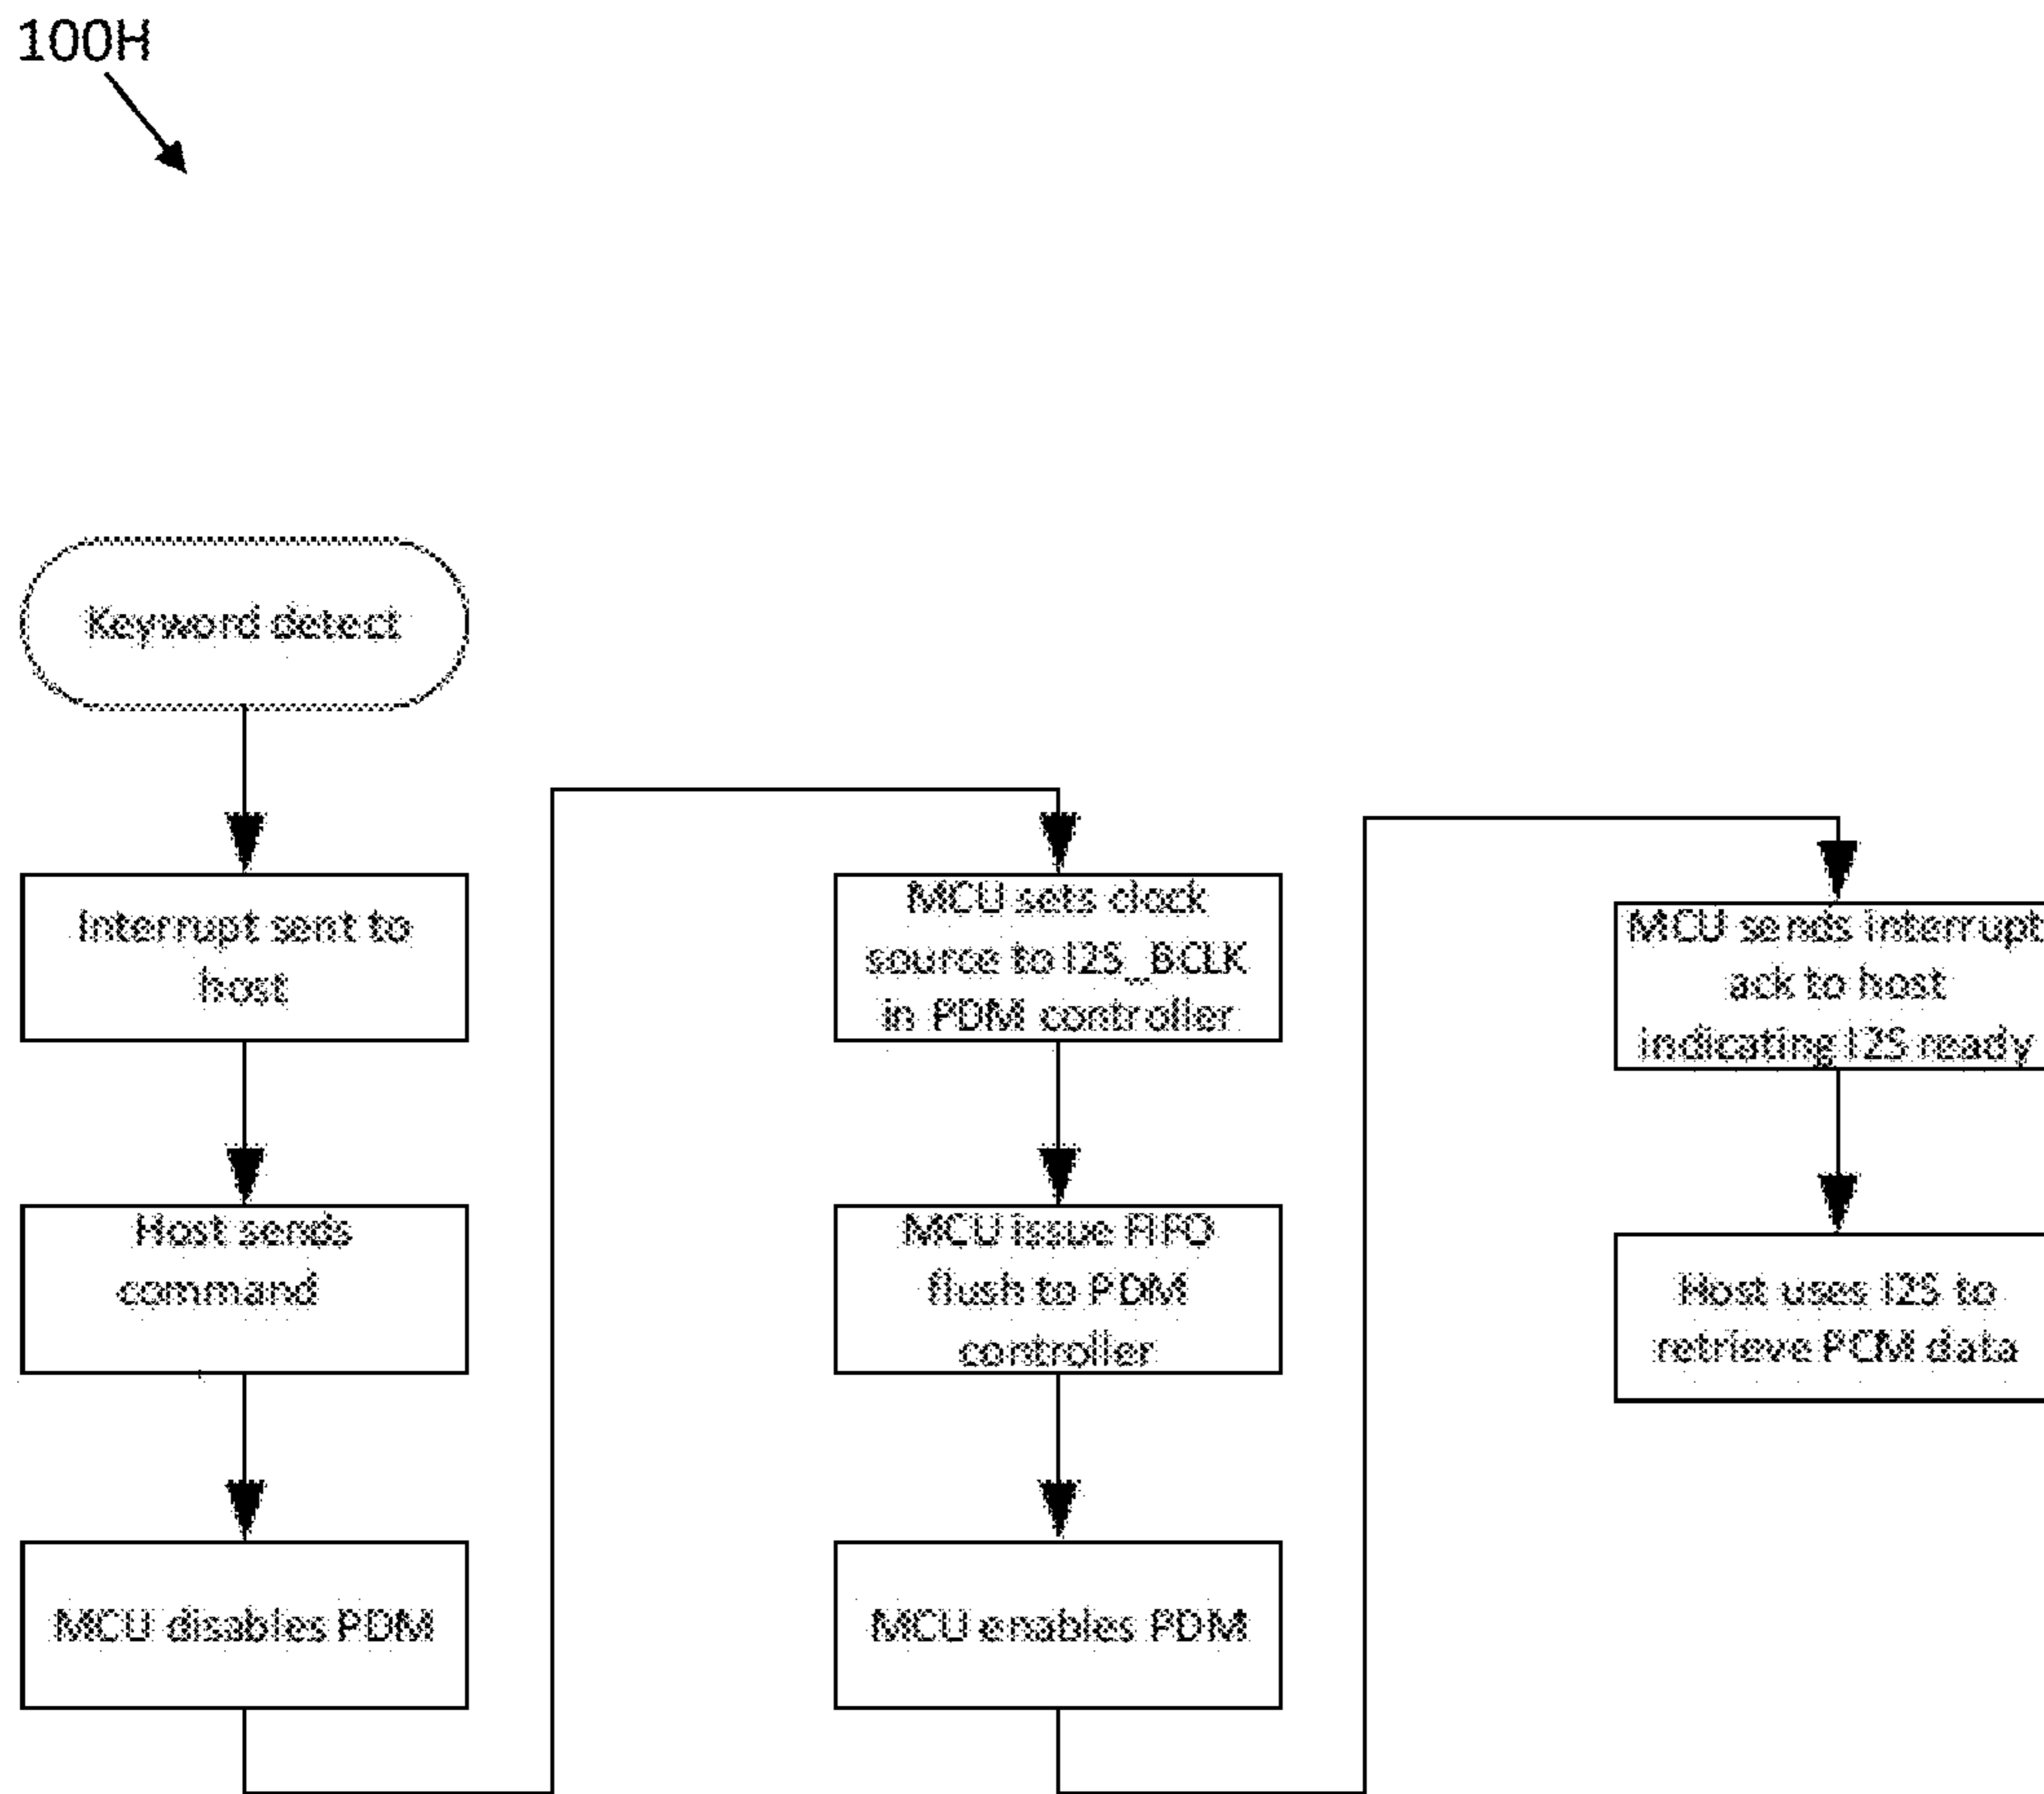 100H
Keyword detect
Interrupt sent to
host
Host sends
command
MCU disables PDM
MCU sets clock
source to I2S_BCLK
in PDM controller
MCU issue FIFO
flush to PDM
controller
MCU enables PDM
MCU sends interrupt
ack to host
indicating I2S ready
Host uses I2S to
retrieve PCM data